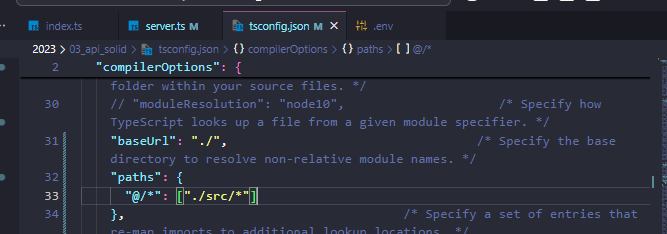 index.ts server.ts M tsconfig.json M × .env
2023 > 03_api_solid > tsconfig.json > {} compilerOptions > {} paths > [ ] @/*
2 "compilerOptions": {
folder within your source files. */
30 // "moduleResolution": "node10", /* Specify how
TypeScript looks up a file from a given module specifier. */
31 "baseUrl": "./", /* Specify the base
directory to resolve non-relative module names. */
32 "paths": {
33 "@/*": ["./src/*"]
34 }, /* Specify a set of entries that
re-map imports to additional lookup locations. */